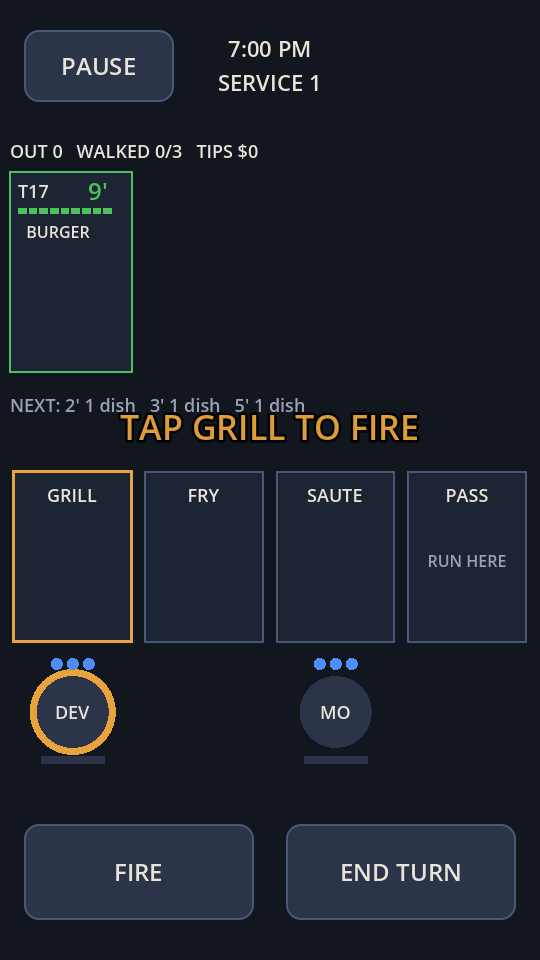 PAUSE
7:00 PM
SERVICE 1
OUT 0 WALKED 0/3 TIPS $0
T17 9'
BURGER
NEXT: 2' 1 dish 3' 1 dish 5' 1 dish
TAP GRILL TO FIRE
GRILL FRY SAUTE PASS
RUN HERE
DEV MO
FIRE END TURN